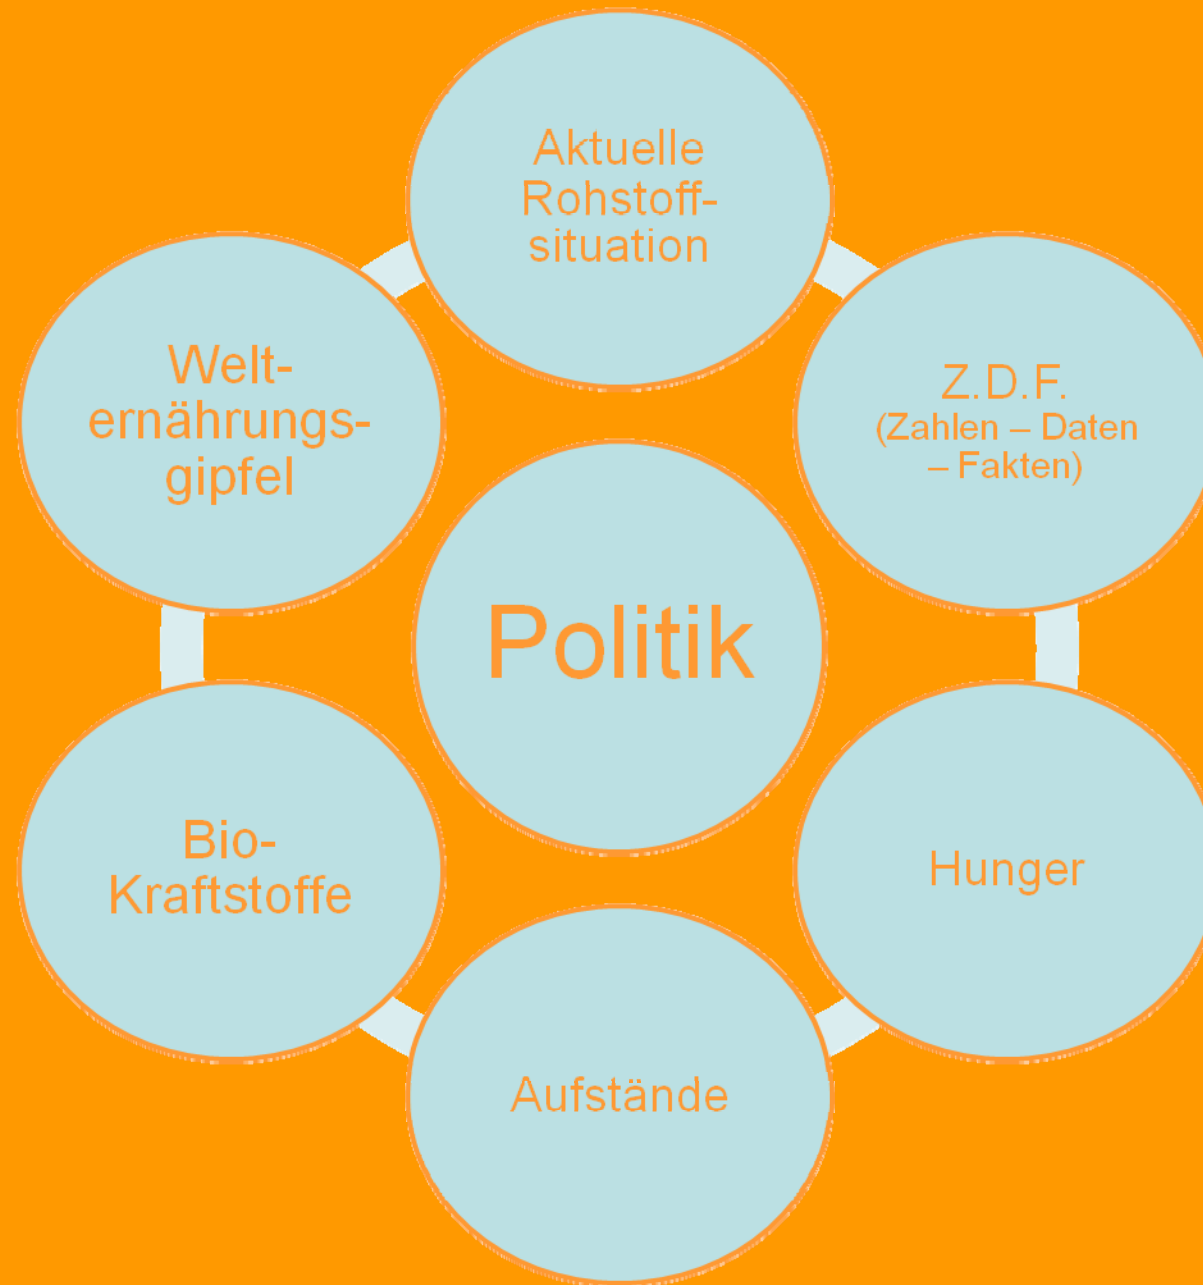 Aktuelle
Rohstoff-
situation
Z.D.F.
(Zahlen – Daten
– Fakten)
Hunger
Aufstände
Bio-
Kraftstoffe
Welt-
ernährungs-
gipfel
Politik